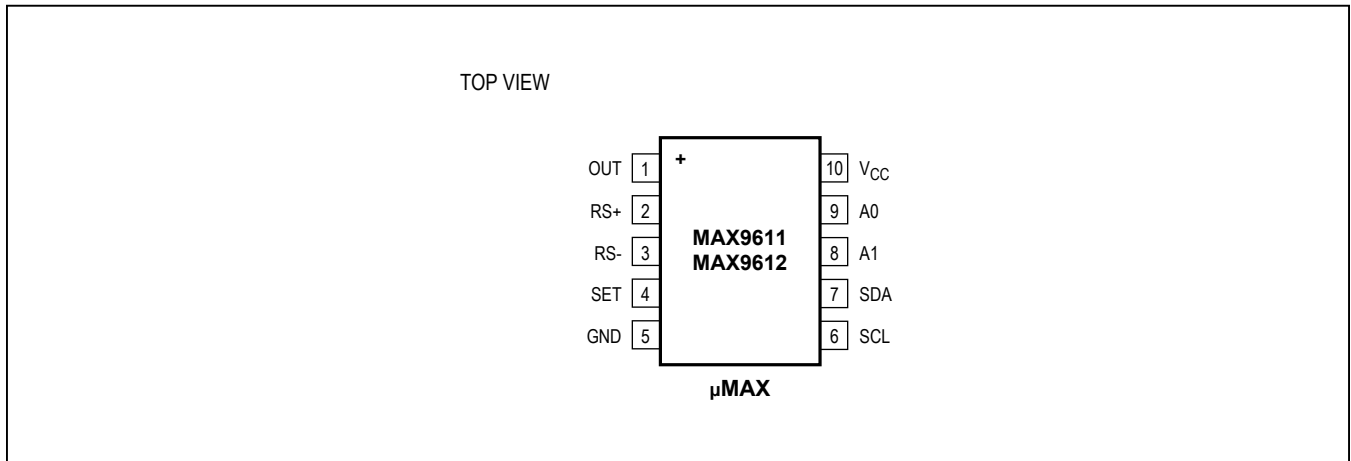 TOP VIEW
OUT 1 + 10 VCC
RS+ 2 9 A0
MAX9611
RS- 3 8 A1
MAX9612
SET 4 7 SDA
GND 5 6 SCL
µMAX